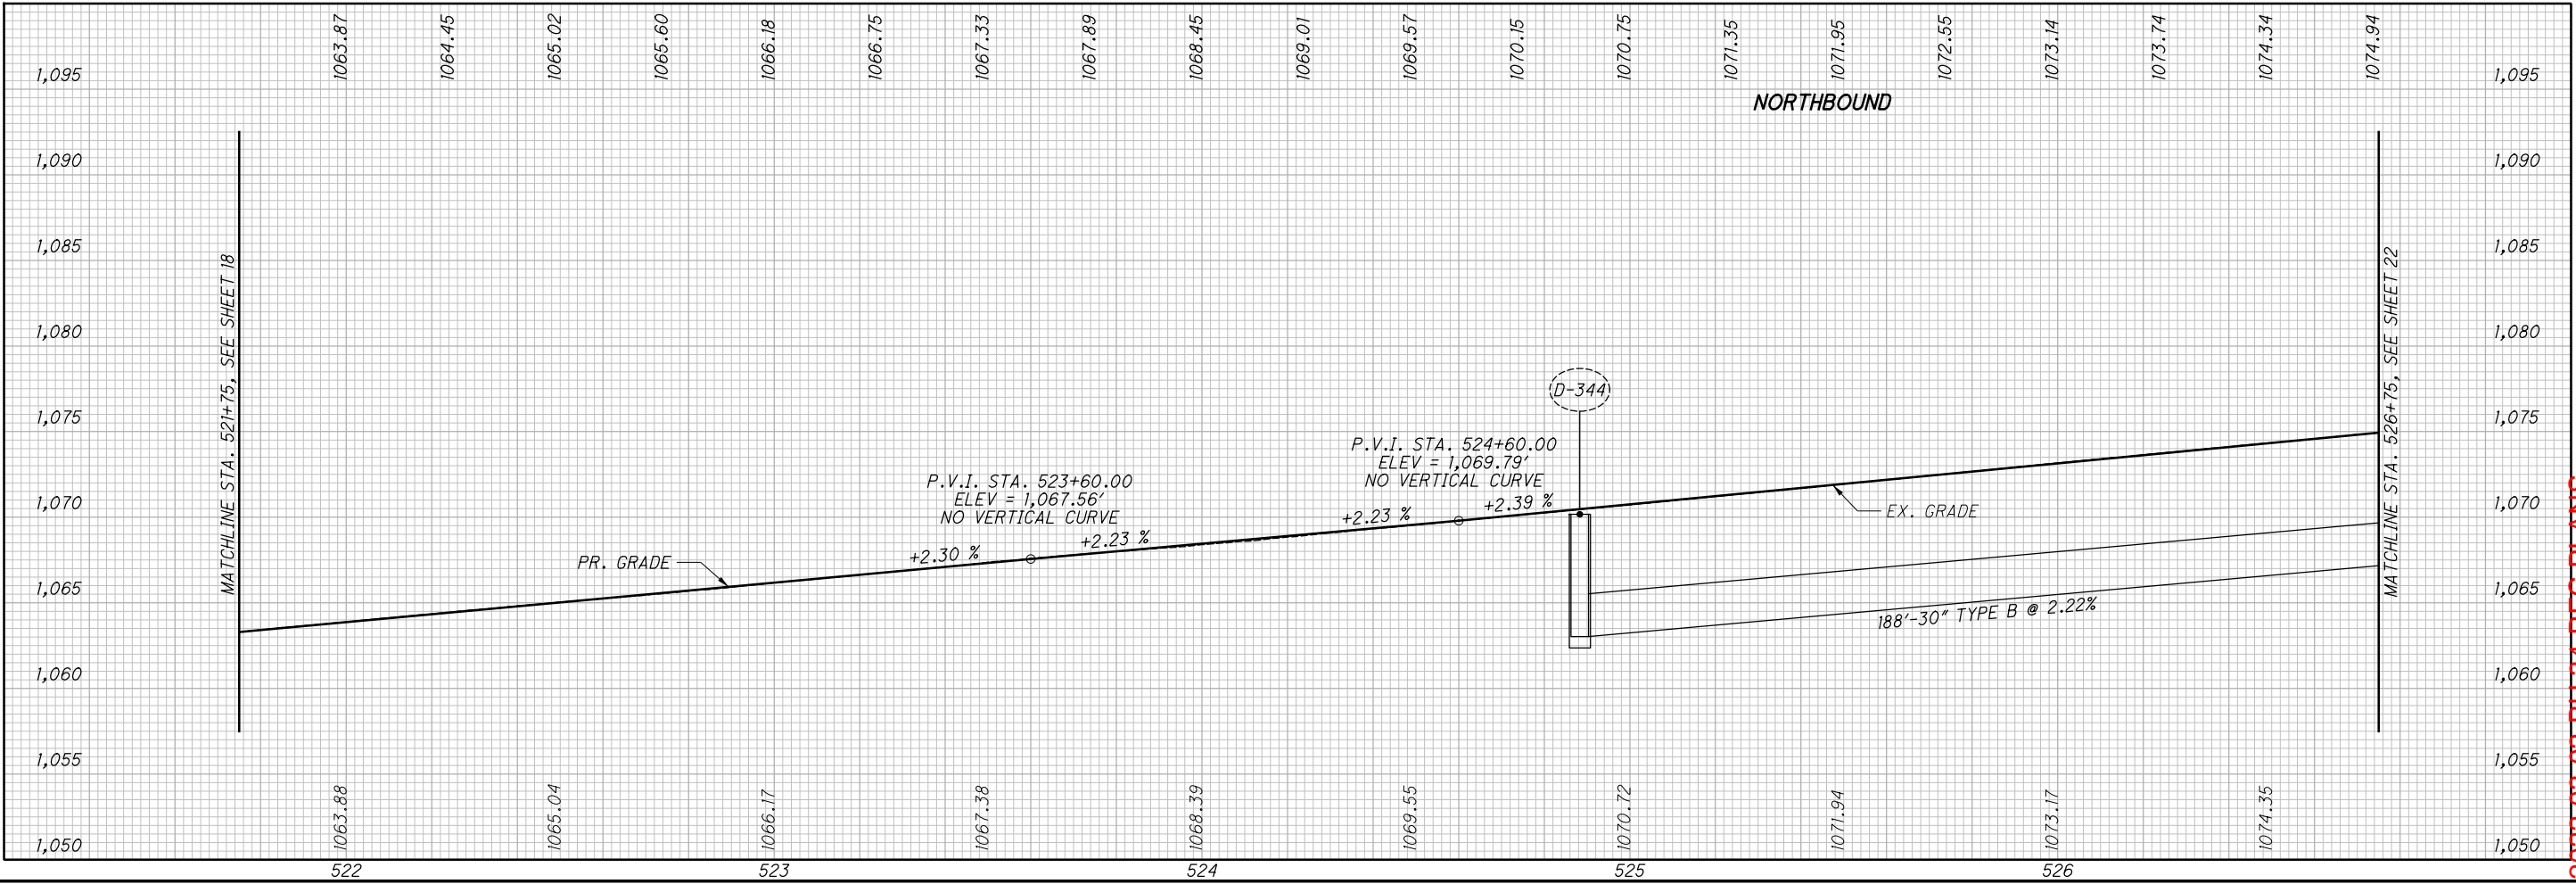 1063.87 1064.45 1065.02 1065.60 1066.18 1066.75 1067.33 1067.89 1068.45 1069.01 1069.57 1070.15 1070.75 1071.35 1071.95 1072.55 1073.14 1073.74 1074.34 1074.94
1,095 1,095
NORTHBOUND
1,090 1,090
1,085 1,085
1,080 1,080
1,075 1,075
1,070 1,070
1,065 1,065
1,060 1,060
1,055 1,055
1,050 1,050
MATCHLINE STA. 521+75, SEE SHEET 18
PR. GRADE
P.V.I. STA. 523+60.00
ELEV = 1,067.56'
NO VERTICAL CURVE
+2.30 %
+2.23 %
P.V.I. STA. 524+60.00
ELEV = 1,069.79'
NO VERTICAL CURVE
+2.23 %
+2.39 %
D-344
EX. GRADE
188'-30" TYPE B @ 2.22%
MATCHLINE STA. 526+75, SEE SHEET 22
1063.88 1065.04 1066.17 1067.38 1068.39 1069.55 1070.72 1071.94 1073.17 1074.35
522 523 524 525 526